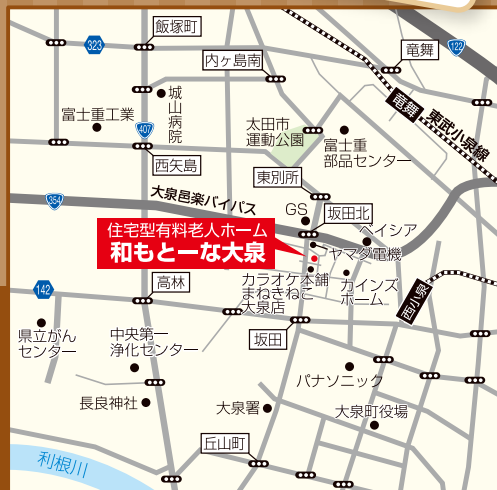 飯塚町
323
内ヶ島南
竜舞
122
城山病院
富士重工業
407
太田市
運動公園
富士重
部品センター
竜舞
東武小泉線
西矢島
東別所
354
大泉邑楽バイパス
GS
坂田北
ベイシア
住宅型有料老人ホーム
和もとーな大泉
ヤマダ電機
142
高林
カラオケ本舗
まねきねこ
大泉店
カインズ
ホーム
西小泉
県立がん
センター
中央第一
浄化センター
坂田
パナソニック
長良神社
大泉署
大泉町役場
丘山町
利根川